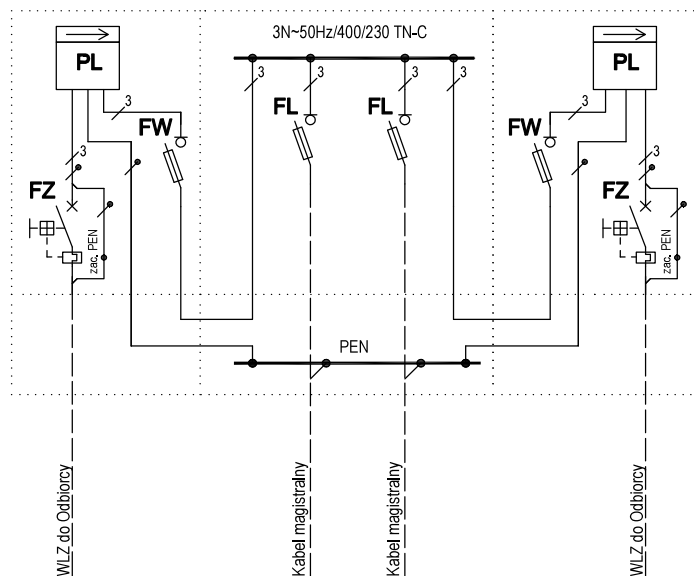 3N~50Hz/400/230 TN-C
PL
PL
3
3
3
3
3
3
FW
FL
FL
FW
3
3
FZ
FZ
zac. PEN
zac. PEN
PEN
WLZ do Odbiorcy
Kabel magistralny
Kabel magistralny
WLZ do Odbiorcy